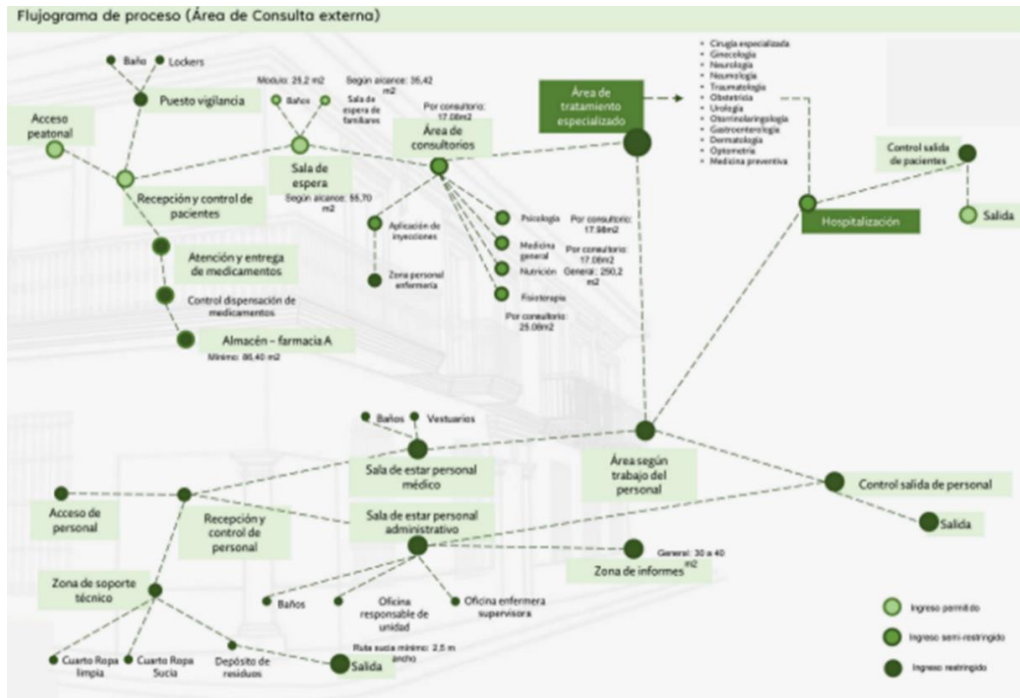 Flujograma de proceso (Área de Consulta externa)
Baño
Lockers
Puesto vigilancia
Acceso
peatonal
Recepción y control de
pacientes
Atención y entrega
de medicamentos
Control dispensación de
medicamentos
Almacén – farmacia A
Mínimo: 86,40 m2
Modulo: 25,2 m2
Baños
Sala de
espera de
familiares
Sala de
espera
Según alcance: 55,70
m2
Según alcance: 35,42
m2
Por consultorio:
17.08m2
Área de
consultorios
Aplicación de
inyecciones
Zona personal
enfermería
Psicología
Por consultorio:
17.98m2
Medicina
general
Por consultorio:
17.08m2
Nutrición
General: 250,2
m2
Fisioterapia
Por consultorio:
25.08m2
Área de
tratamiento
especializado
• Cirugía especializada
• Ginecología
• Neurología
• Neumología
• Traumatología
• Obstetricia
• Urología
• Otorrinolaringología
• Gastroenterología
• Dermatología
• Optometría
• Medicina preventiva
Control salida
de pacientes
Salida
Hospitalización
Baños
Vestuarios
Sala de estar personal
médico
Área según
trabajo del
personal
Control salida de personal
Salida
Acceso de
personal
Recepción y
control de
personal
Sala de estar personal
administrativo
General: 30 a 40
m2
Zona de informes
Zona de soporte
técnico
Baños
Oficina
responsable de
unidad
Oficina enfermera
supervisora
Cuarto Ropa
limpia
Cuarto Ropa
Sucia
Depósito de
residuos
Ruta sucia mínimo: 2,5 m
ancho
Salida
Ingreso permitido
Ingreso semi-restringido
Ingreso restringido